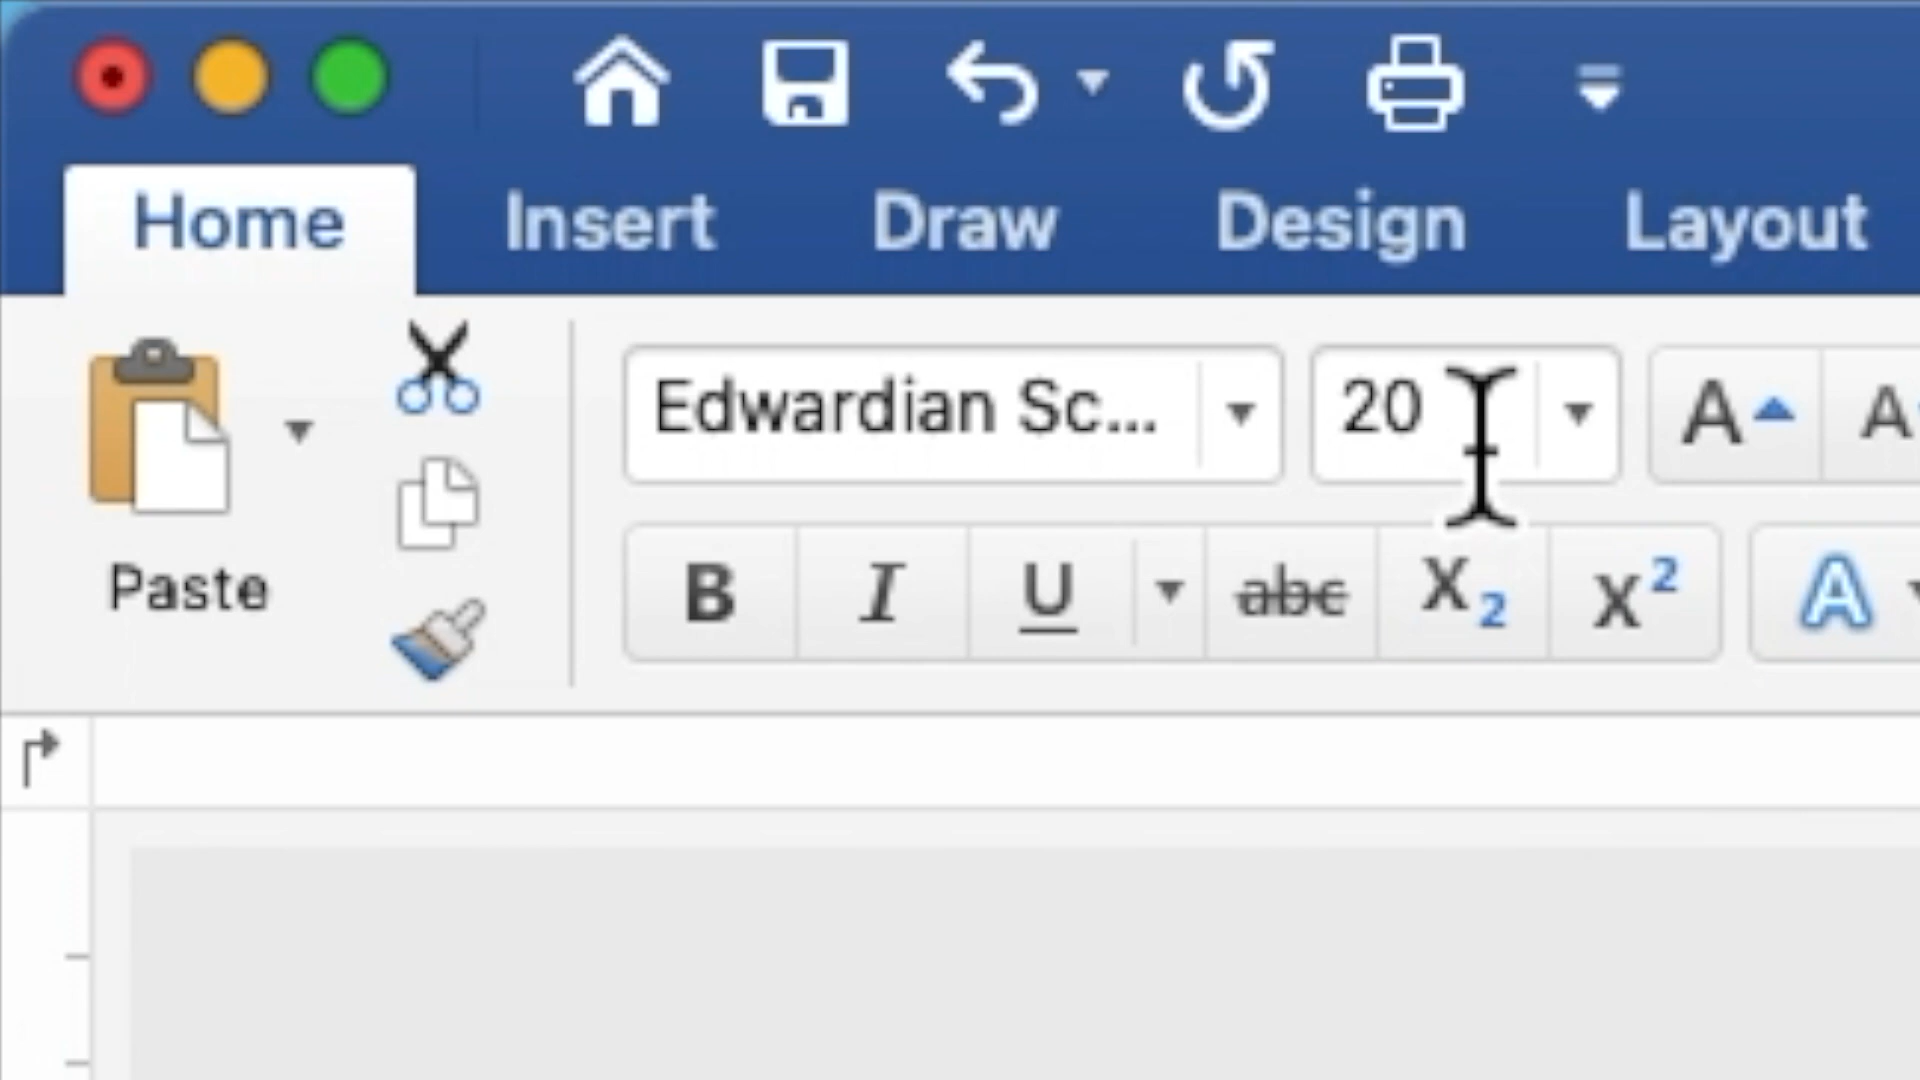 Home Insert Draw Design Layout
Edwardian Sc... 20 A A
Paste
B I U abc X2 X2 A